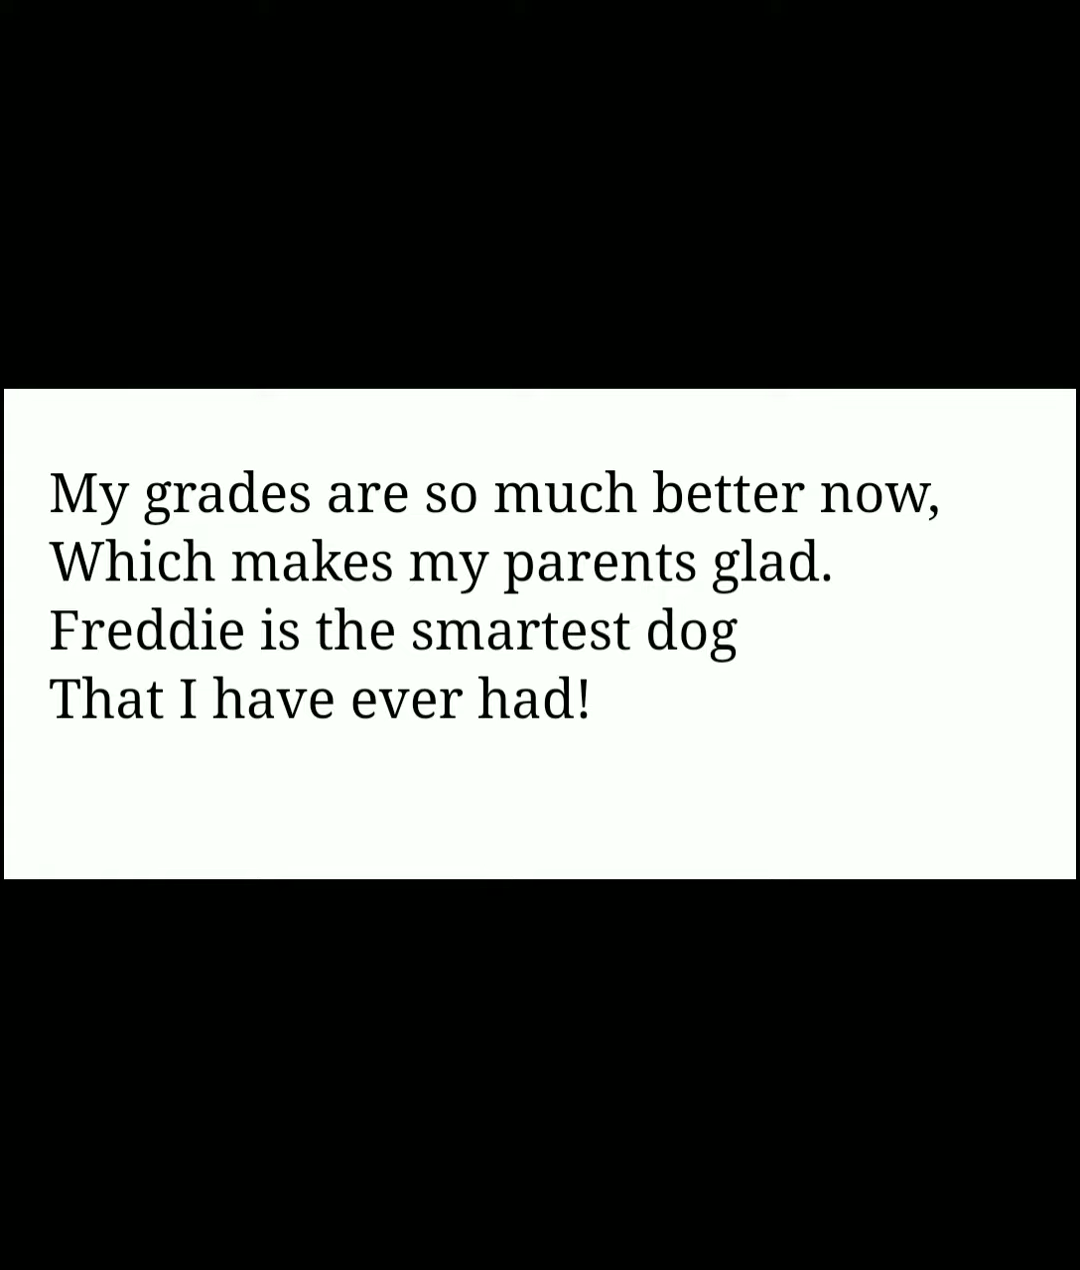 My grades are so much better now,
Which makes my parents glad.
Freddie is the smartest dog
That I have ever had!